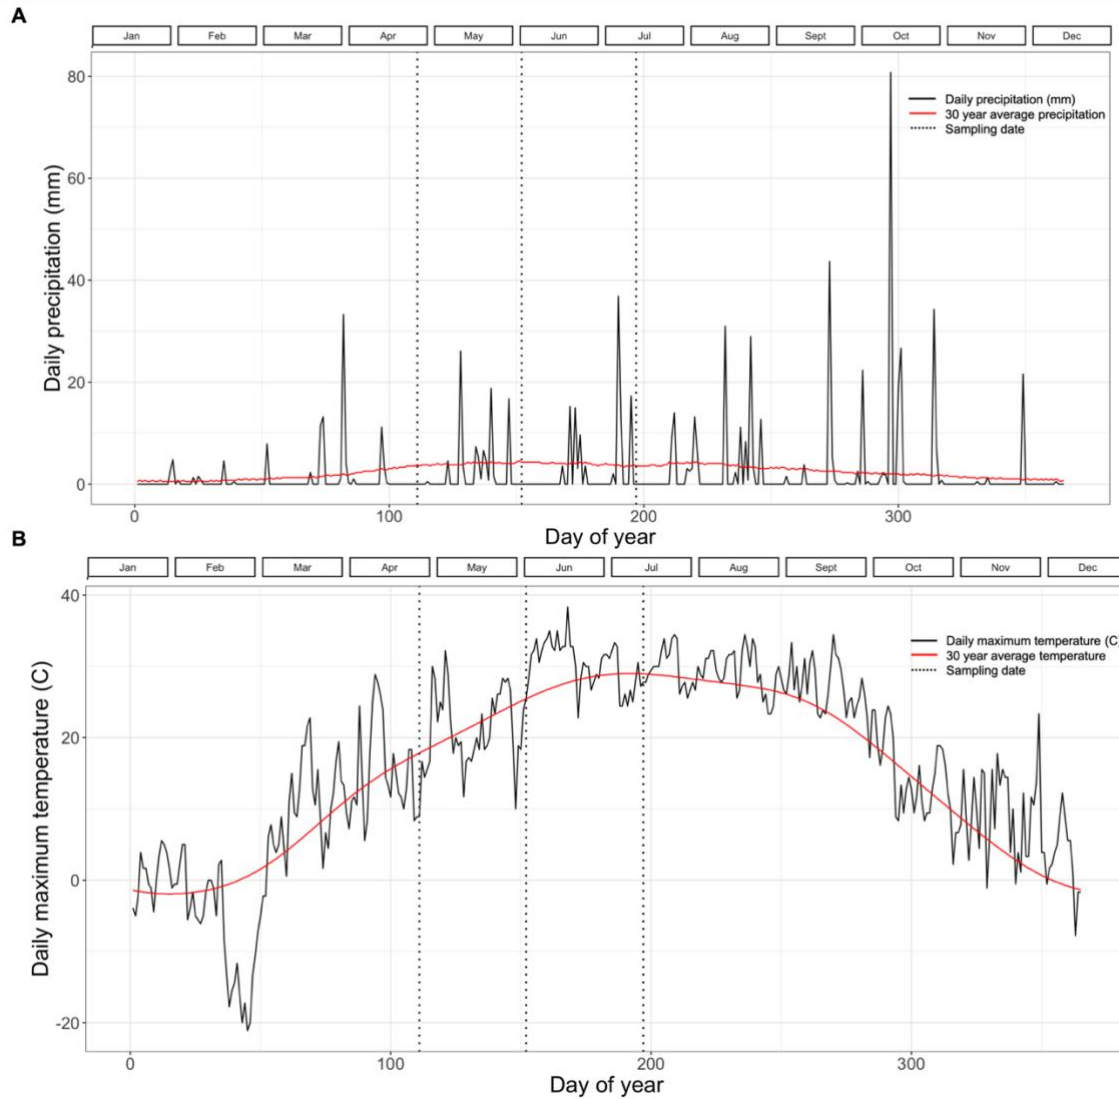 A
Jan Feb Mar Apr May Jun Jul Aug Sept Oct Nov Dec
80
60
40
20
0
Daily precipitation (mm)
Daily precipitation (mm)
30 year average precipitation
Sampling date
0 100 200 300
Day of year
B
Jan Feb Mar Apr May Jun Jul Aug Sept Oct Nov Dec
40
20
0
-20
Daily maximum temperature (C)
Daily maximum temperature (C
30 year average temperature
Sampling date
0 100 200 300
Day of year